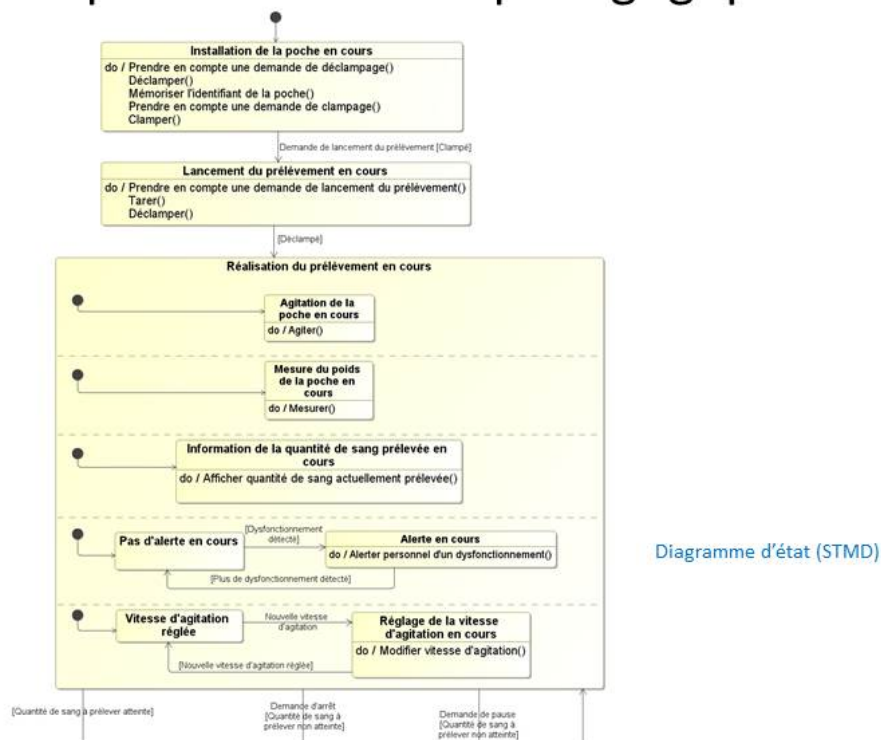 Installation de la poche en cours
do / Prendre en compte une demande de déclampage()
Déclamper()
Mémoriser l'identifiant de la poche()
Prendre en compte une demande de clampage()
Clamper()
Demande de lancement du prélèvement [Clampé]
Lancement du prélèvement en cours
do / Prendre en compte une demande de lancement du prélèvement()
Tarer()
Déclamper()
[Déclampé]
Réalisation du prélèvement en cours
Agitation de la
poche en cours
do / Agiter()
Mesure du poids
de la poche en
cours
do / Mesurer()
Information de la quantité de sang prélevée en
cours
do / Afficher quantité de sang actuellement prélevée()
Pas d'alerte en cours
[Dysfonctionnement
détecté]
Alerte en cours
do / Alerter personnel d'un dysfonctionnement()
[Plus de dysfonctionnement détecté]
Diagramme d'état (STMD)
Vitesse d'agitation
réglée
Nouvelle vitesse
d'agitation
Réglage de la vitesse
d'agitation en cours
do / Modifier vitesse d'agitation()
[Nouvelle vitesse d'agitation réglée]
[Quantité de sang à prélever atteinte]
Demande d'arrêt
[Quantité de sang à
prélever non atteinte]
Demande de pause
[Quantité de sang à
prélever non atteinte]